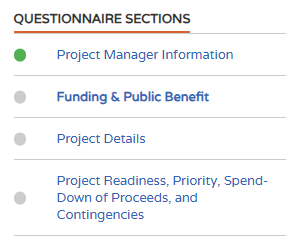 QUESTIONNAIRE SECTIONS
Project Manager Information
Funding & Public Benefit
Project Details
Project Readiness, Priority, Spend-
Down of Proceeds, and
Contingencies